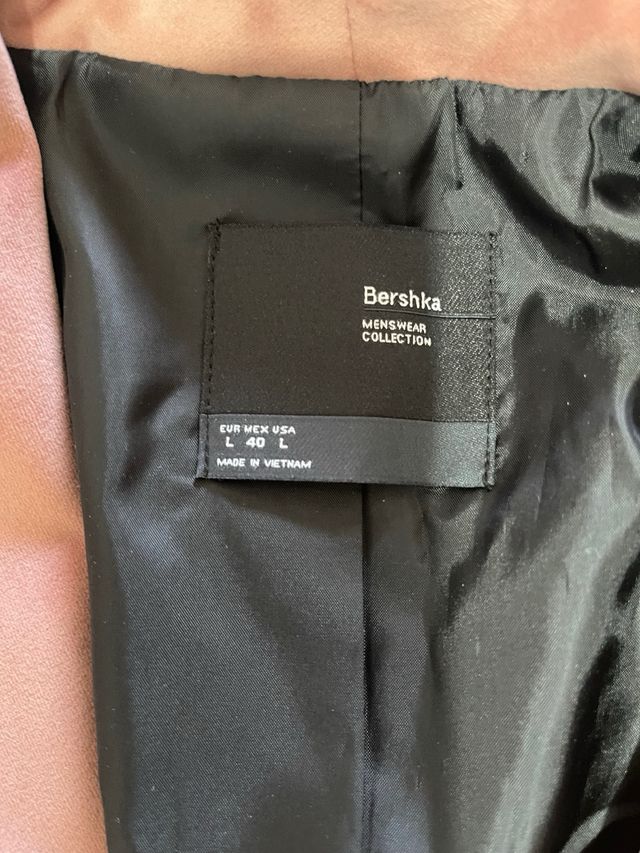 Bershka
MENSWEAR
COLLECTION
EUR MEX USA
L 40 L
MADE IN VIETNAM